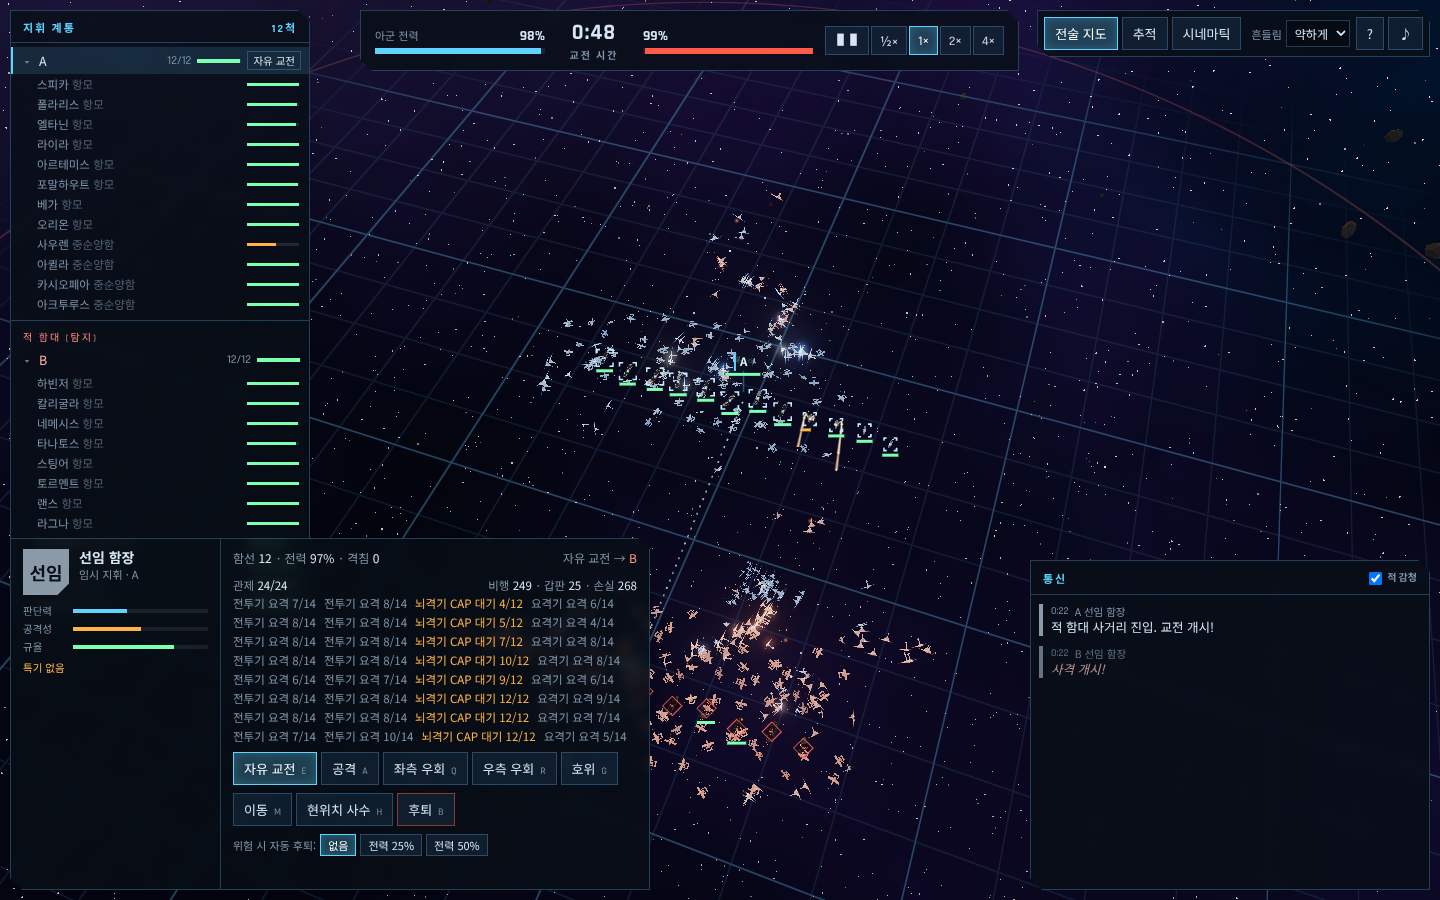 지휘 계통 12척
A 12/12 자유 교전
스피카 항모
폴라리스 항모
엘타닌 항모
라이라 항모
아르테미스 항모
포말하우트 항모
베가 항모
오리온 항모
사우렌 중순양함
아퀼라 중순양함
카시오페아 중순양함
아크투루스 중순양함
적 함대 (탐지)
B 12/12
하빈저 항모
칼리굴라 항모
네메시스 항모
타나토스 항모
스팅어 항모
토르멘트 항모
랜스 항모
라그나 항모
아군 전력 98% 0:48 99%
교전 시간
½× 1× 2× 4×
전술 지도 추적 시네마틱 흔들림 약하게 ? ♪
A
선임 선임 함장
임시 지휘 · A
판단력
공격성
규율
특기 없음
함선 12 · 전력 97% · 격침 0 자유 교전 → B
관제 24/24 비행 249 · 갑판 25 · 손실 268
전투기 요격 7/14 전투기 요격 8/14 뇌격기 CAP 대기 4/12 요격기 요격 6/14
전투기 요격 8/14 전투기 요격 8/14 뇌격기 CAP 대기 5/12 요격기 요격 4/14
전투기 요격 8/14 전투기 요격 8/14 뇌격기 CAP 대기 7/12 요격기 요격 8/14
전투기 요격 8/14 전투기 요격 8/14 뇌격기 CAP 대기 10/12 요격기 요격 8/14
전투기 요격 6/14 전투기 요격 7/14 뇌격기 CAP 대기 9/12 요격기 요격 6/14
전투기 요격 8/14 전투기 요격 8/14 뇌격기 CAP 대기 12/12 요격기 요격 9/14
전투기 요격 8/14 전투기 요격 8/14 뇌격기 CAP 대기 12/12 요격기 요격 7/14
전투기 요격 7/14 전투기 요격 10/14 뇌격기 CAP 대기 12/12 요격기 요격 5/14
자유 교전 E 공격 A 좌측 우회 Q 우측 우회 R 호위 G
이동 M 현위치 사수 H 후퇴 B
위험 시 자동 후퇴: 없음 전력 25% 전력 50%
통신 적 감청
0:22 A 선임 함장
적 함대 사거리 진입. 교전 개시!
0:22 B 선임 함장
사격 개시!